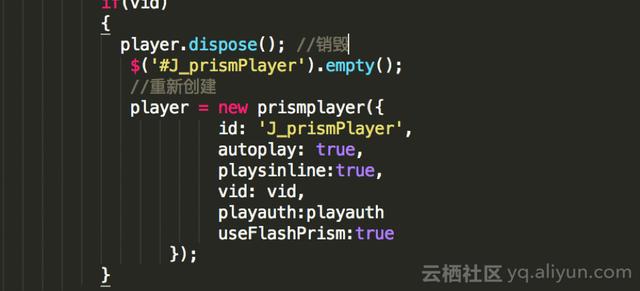 if(vid)
{
player.dispose(); //销毁
$('#J_prismPlayer').empty();
//重新创建
player = new prismplayer({
id: 'J_prismPlayer',
autoplay: true,
playsinline:true,
vid: vid,
playauth:playauth
useFlashPrism:true
});
}
云栖社区 yq.aliyun.com